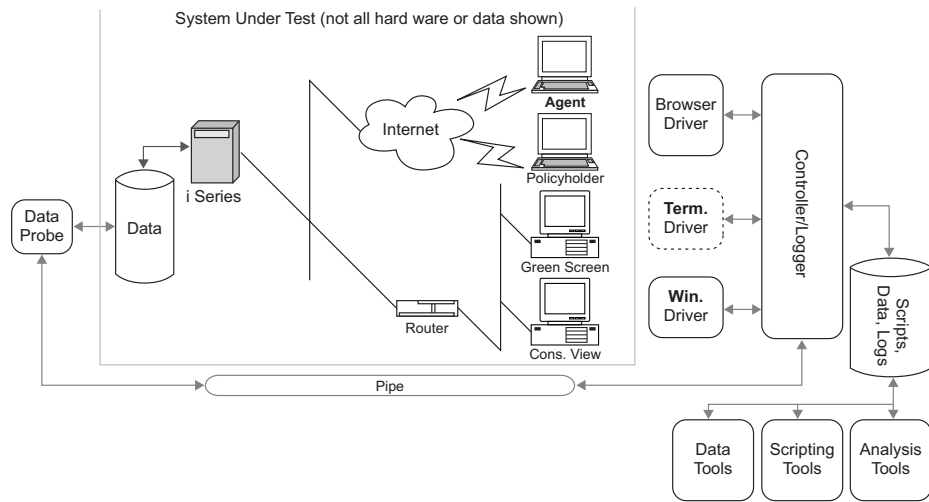 System Under Test (not all hard ware or data shown)
Agent
Internet
Policyholder
i Series
Data
Probe
Data
Green Screen
Router
Cons. View
Pipe
Browser
Driver
Term.
Driver
Win.
Driver
Controller/Logger
Scripts,
Data, Logs
Data
Tools
Scripting
Tools
Analysis
Tools